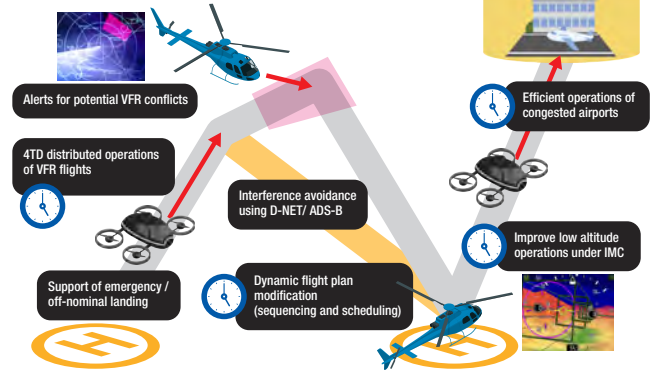 Alerts for potential VFR conflicts
4TD distributed operations
of VFR flights
Support of emergency /
off-nominal landing
H
Interference avoidance
using D-NET/ ADS-B
Dynamic flight plan
modification
(sequencing and scheduling)
Efficient operations of
congested airports
Improve low altitude
operations under IMC
H